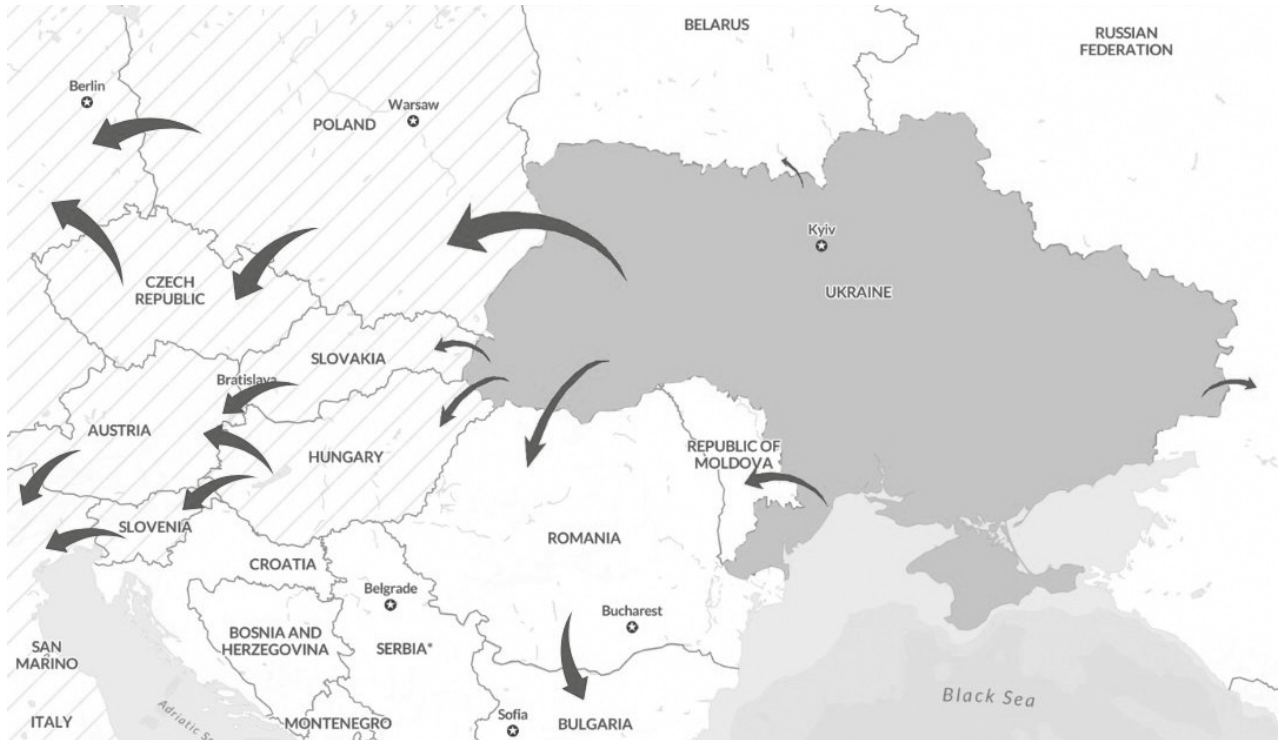 BELARUS
RUSSIAN
FEDERATION
Berlin
Warsaw
POLAND
Kyiv
CZECH
REPUBLIC
UKRAINE
SLOVAKIA
Bratislava
AUSTRIA
HUNGARY
REPUBLIC OF
MOLDOVA
SLOVENIA
ROMANIA
CROATIA
Belgrade
Bucharest
BOSNIA AND
HERZEGOVINA
SERBIA*
SAN
MARINO
Black Sea
Adriatic
ITALY
MONTENEGRO
Sofia
BULGARIA